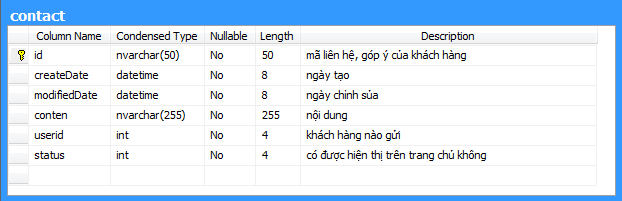 contact
Column Name Condensed Type Nullable Length Description
id nvarchar(50) No 50 mã liên hệ, góp ý của khách hàng
createDate datetime No 8 ngày tạo
modifiedDate datetime No 8 ngày chỉnh sủa
conten nvarchar(255) No 255 nội dung
userid int No 4 khách hàng nào gửi
status int No 4 có được hiện thị trên trang chủ không